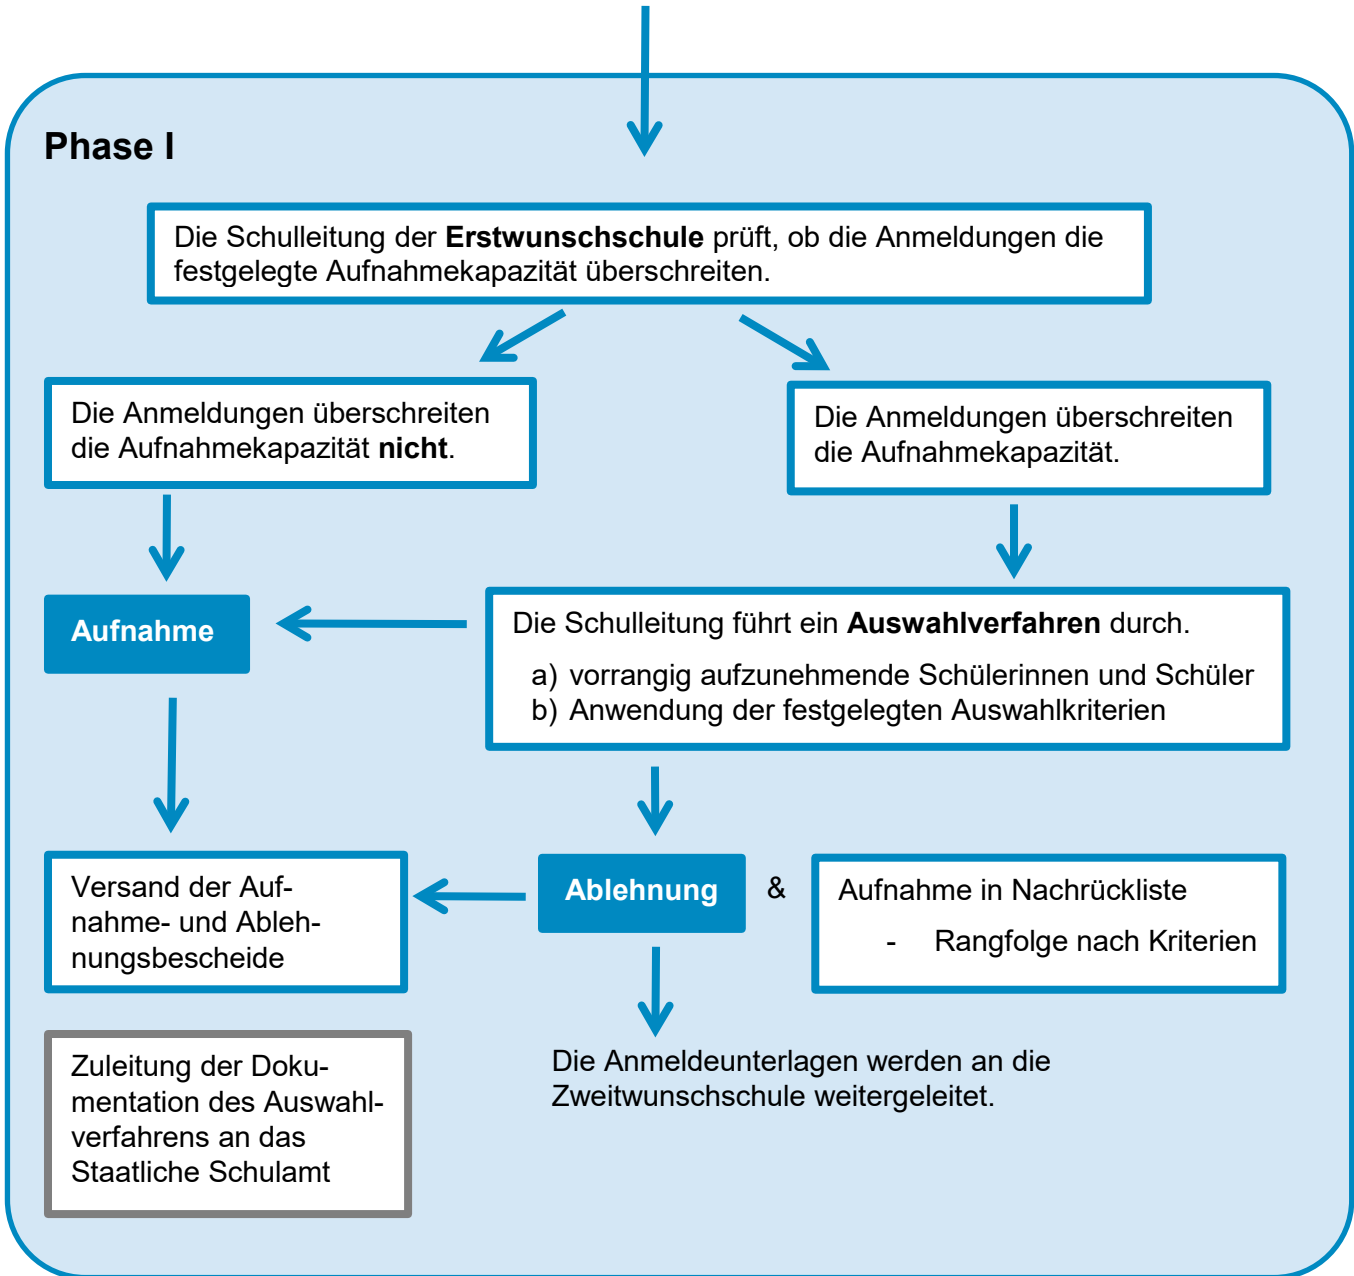 Phase I
Die Schulleitung der Erstwunschschule prüft, ob die Anmeldungen die
festgelegte Aufnahmekapazität überschreiten.
Die Anmeldungen überschreiten
die Aufnahmekapazität nicht.
Die Anmeldungen überschreiten
die Aufnahmekapazität.
Aufnahme
Die Schulleitung führt ein Auswahlverfahren durch.
a) vorrangig aufzunehmende Schülerinnen und Schüler
b) Anwendung der festgelegten Auswahlkriterien
Versand der Auf-
nahme- und Ableh-
nungsbescheide
Ablehnung
&
Aufnahme in Nachrückliste
- Rangfolge nach Kriterien
Zuleitung der Doku-
mentation des Auswahl-
verfahrens an das
Staatliche Schulamt
Die Anmeldeunterlagen werden an die
Zweitwunschschule weitergeleitet.